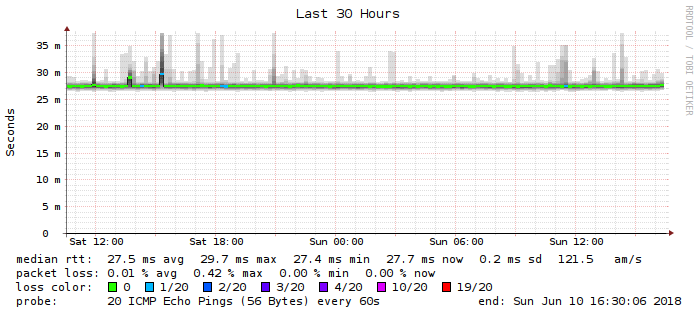 Last 30 Hours
RRDTOOL / TOBI OETIKER
Seconds
35 m
30 m
25 m
20 m
15 m
10 m
5 m
0
Sat 12:00 Sat 18:00 Sun 00:00 Sun 06:00 Sun 12:00
median rtt: 27.5 ms avg 29.7 ms max 27.4 ms min 27.7 ms now 0.2 ms sd 121.5 am/s
packet loss: 0.01 % avg 0.42 % max 0.00 % min 0.00 % now
loss color: 0 1/20 2/20 3/20 4/20 10/20 19/20
probe: 20 ICMP Echo Pings (56 Bytes) every 60s end: Sun Jun 10 16:30:06 2018